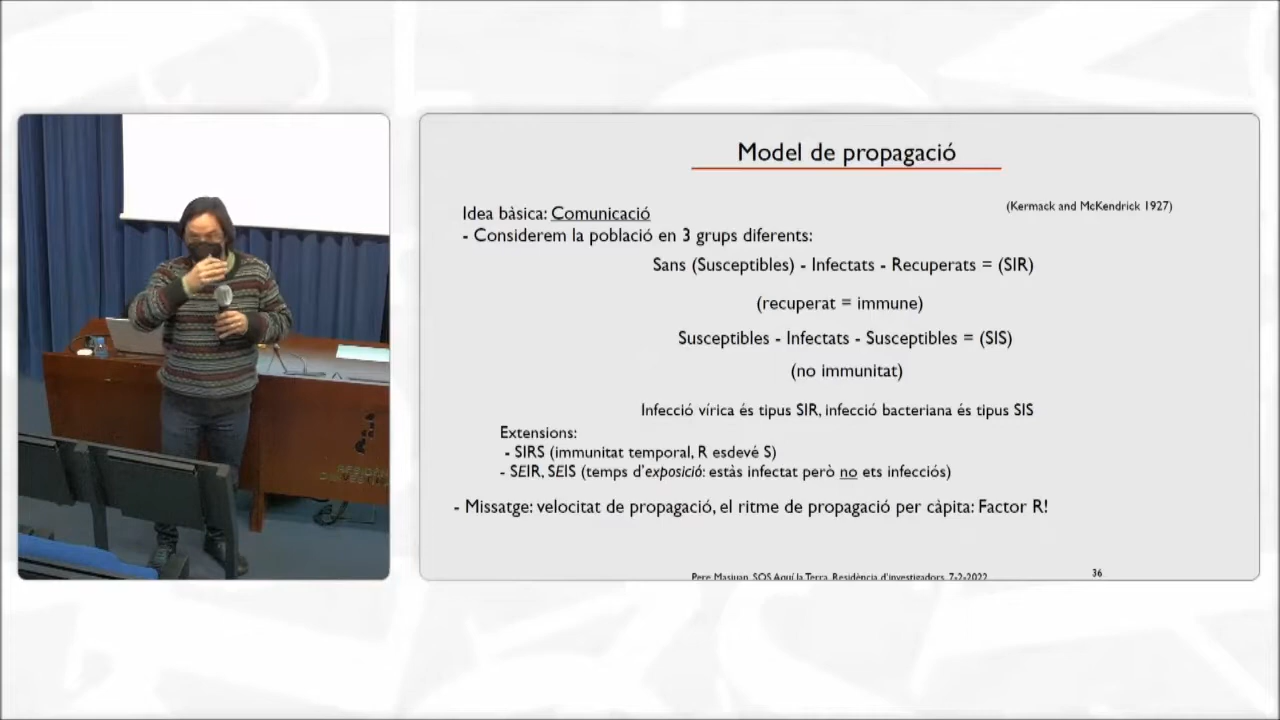 Model de propagació
(Kermack and McKendrick 1927)
Idea bàsica: Comunicació
- Considerem la població en 3 grups diferents:
Sans (Susceptibles) - Infectats - Recuperats = (SIR)
(recuperat = immune)
Susceptibles - Infectats - Susceptibles = (SIS)
(no immunitat)
Infecció vírica és tipus SIR, infecció bacteriana és tipus SIS
Extensions:
- SIRS (immunitat temporal, R esdevé S)
- SEIR, SEIS (temps d'exposició: estàs infectat però no ets infecciós)
- Missatge: velocitat de propagació, el ritme de propagació per càpita: Factor R!
Pere Masjuan, SOS Aquí la Terra, Residència d'investigadors, 7-2-2022
36